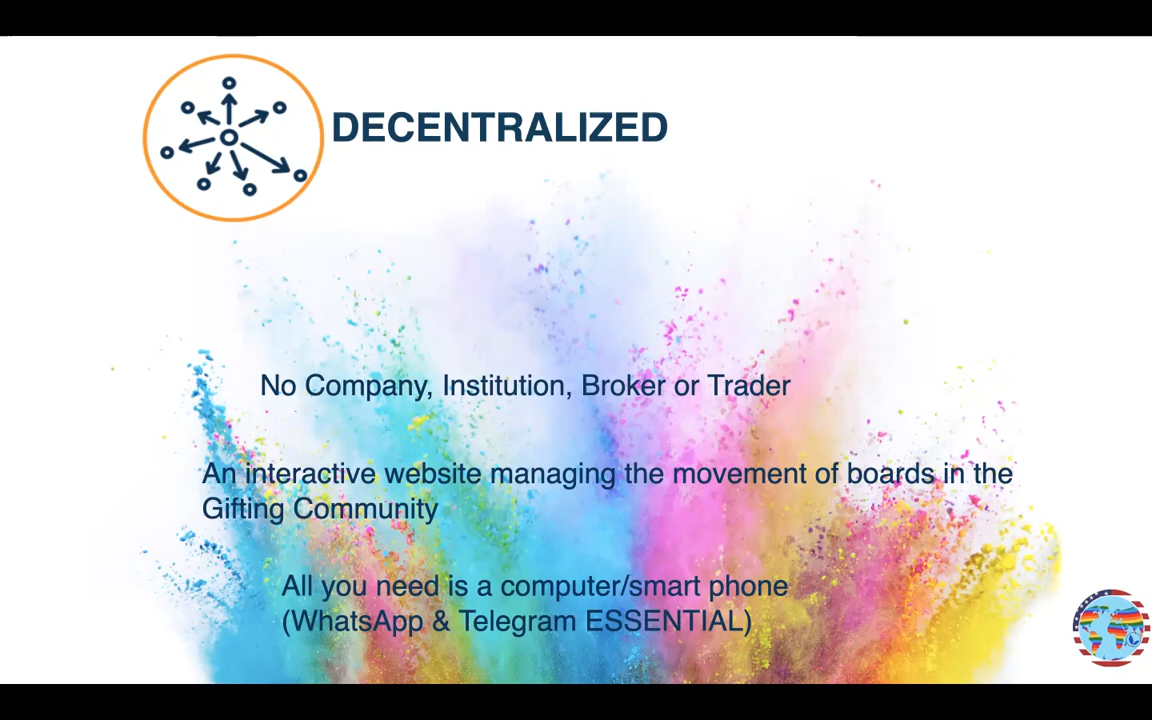 DECENTRALIZED
No Company, Institution, Broker or Trader
An interactive website managing the movement of boards in the
Gifting Community
All you need is a computer/smart phone
(WhatsApp & Telegram ESSENTIAL)